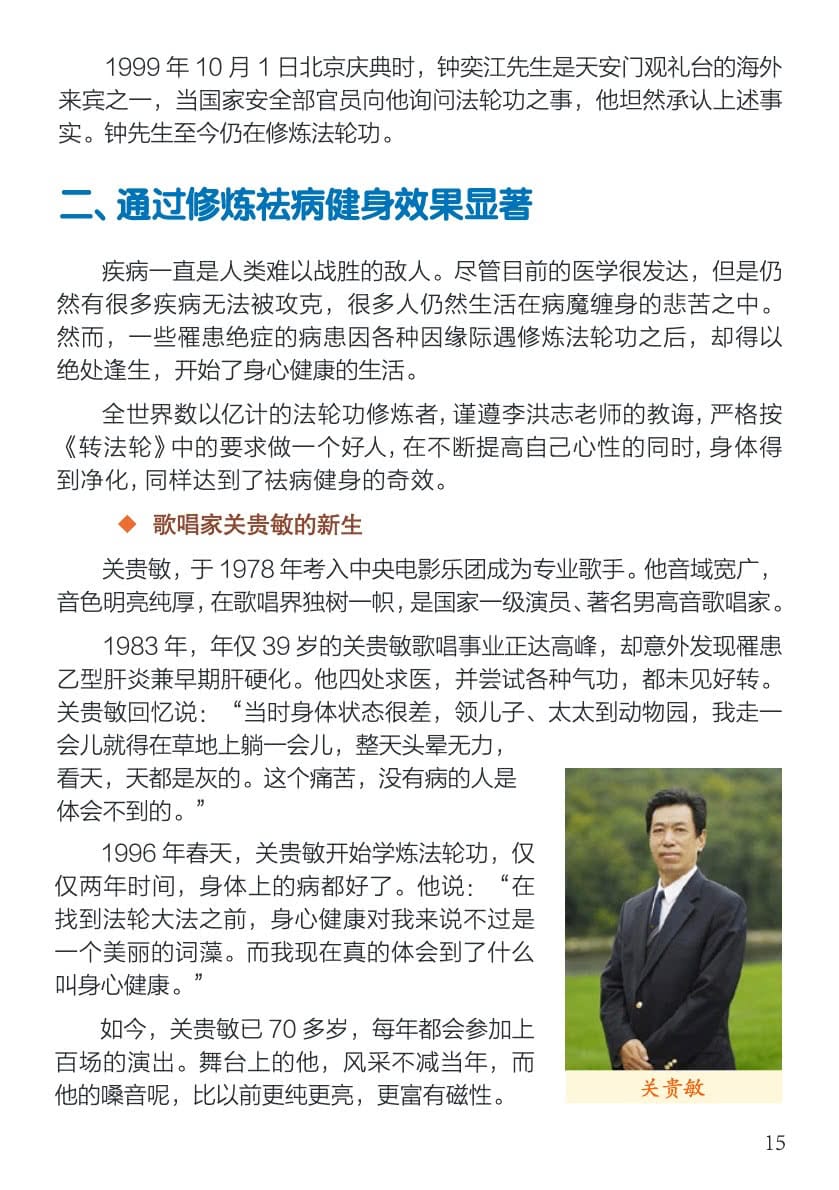 1999 年 10 月 1 日北京庆典时，钟奕江先生是天安门观礼台的海外
来宾之一，当国家安全部官员向他询问法轮功之事，他坦然承认上述事
实。钟先生至今仍在修炼法轮功。
二、通过修炼祛病健身效果显著
疾病一直是人类难以战胜的敌人。尽管目前的医学很发达，但是仍
然有很多疾病无法被攻克，很多人仍然生活在病魔缠身的悲苦之中。
然而，一些罹患绝症的病患因各种因缘际遇修炼法轮功之后，却得以
绝处逢生，开始了身心健康的生活。
全世界数以亿计的法轮功修炼者，谨遵李洪志老师的教诲，严格按
《转法轮》中的要求做一个好人，在不断提高自己心性的同时，身体得
到净化，同样达到了祛病健身的奇效。
◆ 歌唱家关贵敏的新生
关贵敏，于 1978 年考入中央电影乐团成为专业歌手。他音域宽广，
音色明亮纯厚，在歌唱界独树一帜，是国家一级演员、著名男高音歌唱家。
1983 年，年仅 39 岁的关贵敏歌唱事业正达高峰，却意外发现罹患
乙型肝炎兼早期肝硬化。他四处求医，并尝试各种气功，都未见好转。
关贵敏回忆说：“当时身体状态很差，领儿子、太太到动物园，我走一
会儿就得在草地上躺一会儿，整天头晕无力，
看天，天都是灰的。这个痛苦，没有病的人是
体会不到的。”
1996 年春天，关贵敏开始学炼法轮功，仅
仅两年时间，身体上的病都好了。他说：“在
找到法轮大法之前，身心健康对我来说不过是
一个美丽的词藻。而我现在真的体会到了什么
叫身心健康。”
如今，关贵敏已 70 多岁，每年都会参加上
百场的演出。舞台上的他，风采不减当年，而
他的嗓音呢，比以前更纯更亮，更富有磁性。
关贵敏
15